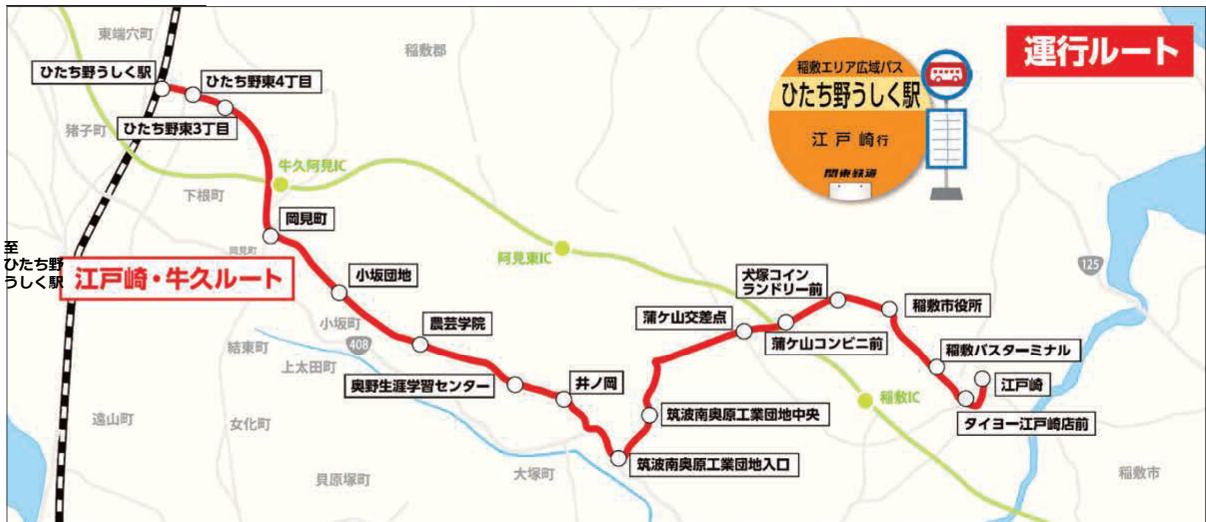 運行ルート
稲敷エリア広域バス
ひたち野うしく駅
江戸崎行
関東鉄道
東端穴町
稲敷郡
ひたち野うしく駅
ひたち野東4丁目
ひたち野東3丁目
猪子町
牛久阿見IC
下根町
岡見町
岡見町
至
ひたち野
うしく駅
江戸崎・牛久ルート
阿見東IC
125
小坂団地
犬塚コイン
ランドリー前
稲敷市役所
蒲ケ山交差点
小坂町
農芸学院
蒲ケ山コンビニ前
結東町
408
上太田町
稲敷バスターミナル
奥野生涯学習センター
井ノ岡
江戸崎
稲敷IC
遠山町
女化町
筑波南奥原工業団地中央
タイヨー江戸崎店前
筑波南奥原工業団地入口
貝原塚町
大塚町
稲敷市